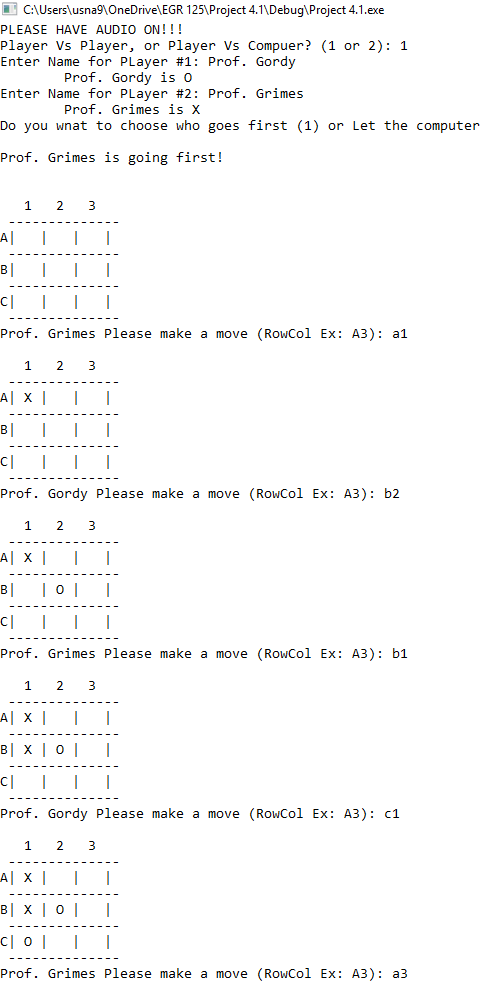 C:\Users\usna9\OneDrive\EGR 125\Project 4.1\Debug\Project 4.1.exe
PLEASE HAVE AUDIO ON!!!
Player Vs Player, or Player Vs Compuer? (1 or 2): 1
Enter Name for PLayer #1: Prof. Gordy
        Prof. Gordy is O
Enter Name for PLayer #2: Prof. Grimes
        Prof. Grimes is X
Do you wnat to choose who goes first (1) or Let the computer
Prof. Grimes is going first!
   1   2   3
 --------------
A|   |   |   |
 --------------
B|   |   |   |
 --------------
C|   |   |   |
 --------------
Prof. Grimes Please make a move (RowCol Ex: A3): a1
   1   2   3
 --------------
A| X |   |   |
 --------------
B|   |   |   |
 --------------
C|   |   |   |
 --------------
Prof. Gordy Please make a move (RowCol Ex: A3): b2
   1   2   3
 --------------
A| X |   |   |
 --------------
B|   | O |   |
 --------------
C|   |   |   |
 --------------
Prof. Grimes Please make a move (RowCol Ex: A3): b1
   1   2   3
 --------------
A| X |   |   |
 --------------
B| X | O |   |
 --------------
C|   |   |   |
 --------------
Prof. Gordy Please make a move (RowCol Ex: A3): c1
   1   2   3
 --------------
A| X |   |   |
 --------------
B| X | O |   |
 --------------
C| O |   |   |
 --------------
Prof. Grimes Please make a move (RowCol Ex: A3): a3